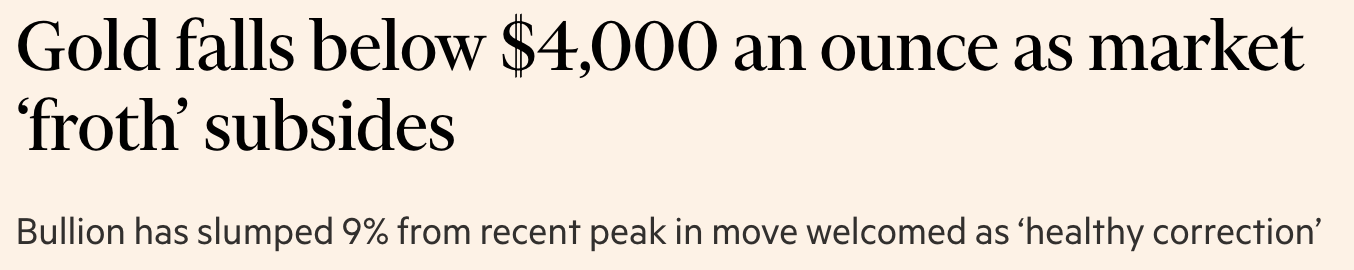 Gold falls below $4,000 an ounce as market
‘froth’ subsides
Bullion has slumped 9% from recent peak in move welcomed as ‘healthy correction’